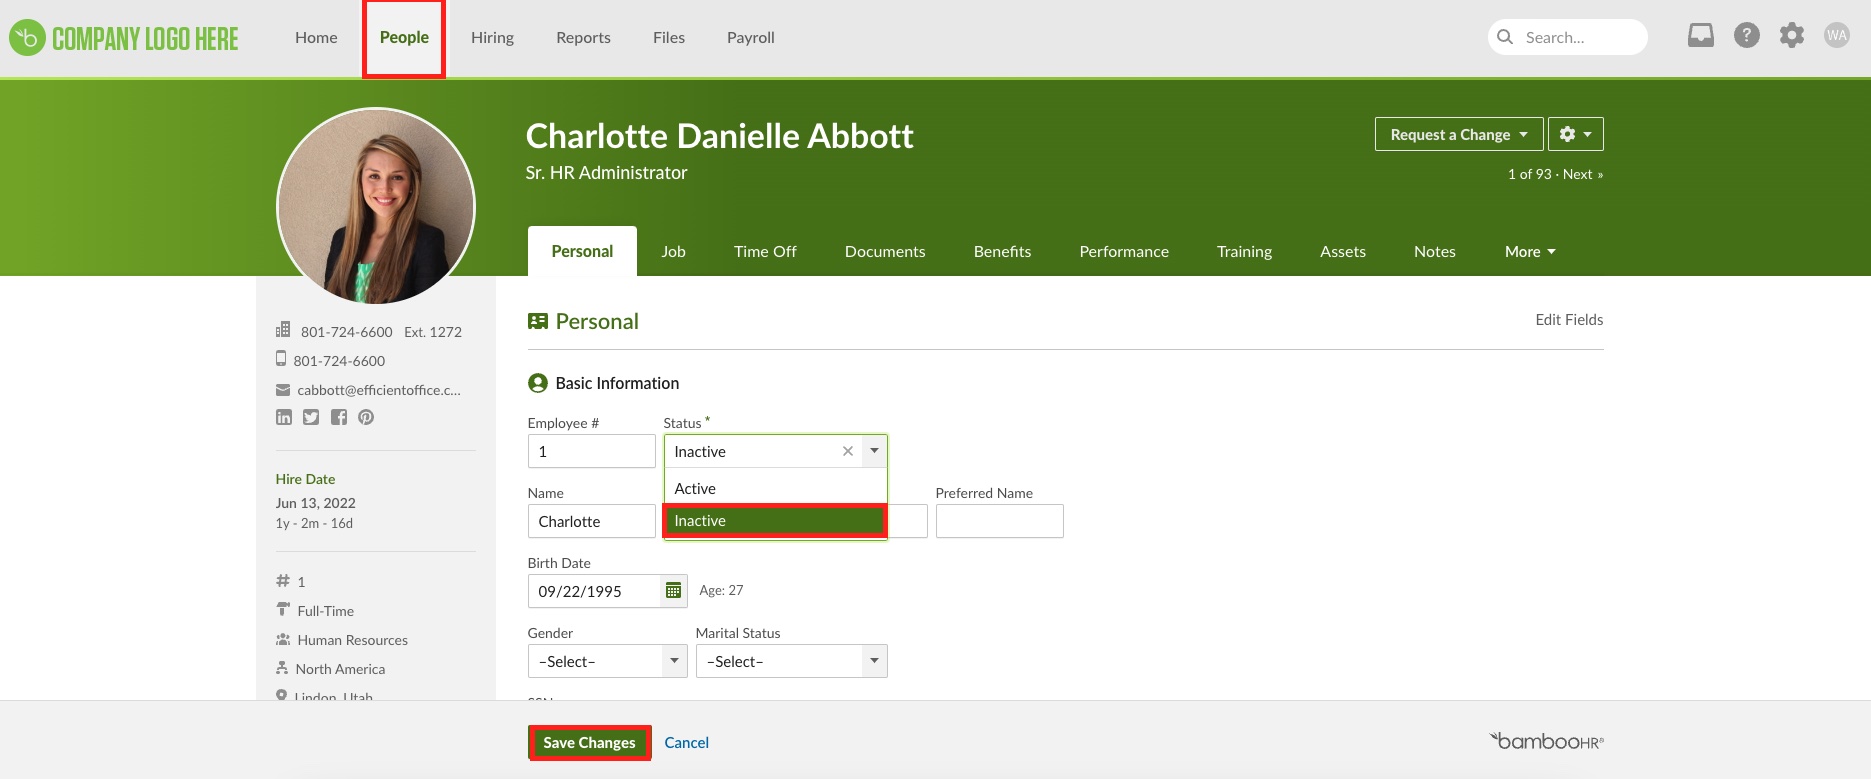 COMPANY LOGO HERE
Home People Hiring Reports Files Payroll Search... ? WA
Charlotte Danielle Abbott
Sr. HR Administrator
Request a Change
1 of 93 · Next »
Personal Job Time Off Documents Benefits Performance Training Assets Notes More
801-724-6600 Ext. 1272
801-724-6600
cabbott@efficientoffice.c...
Hire Date
Jun 13, 2022
1y - 2m - 16d
# 1
Full-Time
Human Resources
North America
Lindon, Utah
Personal
Edit Fields
Basic Information
Employee # Status *
1 Inactive
Active
Inactive
Name Preferred Name
Charlotte
Birth Date
09/22/1995 Age: 27
Gender Marital Status
–Select– –Select–
SSN
Save Changes Cancel
bambooHR®